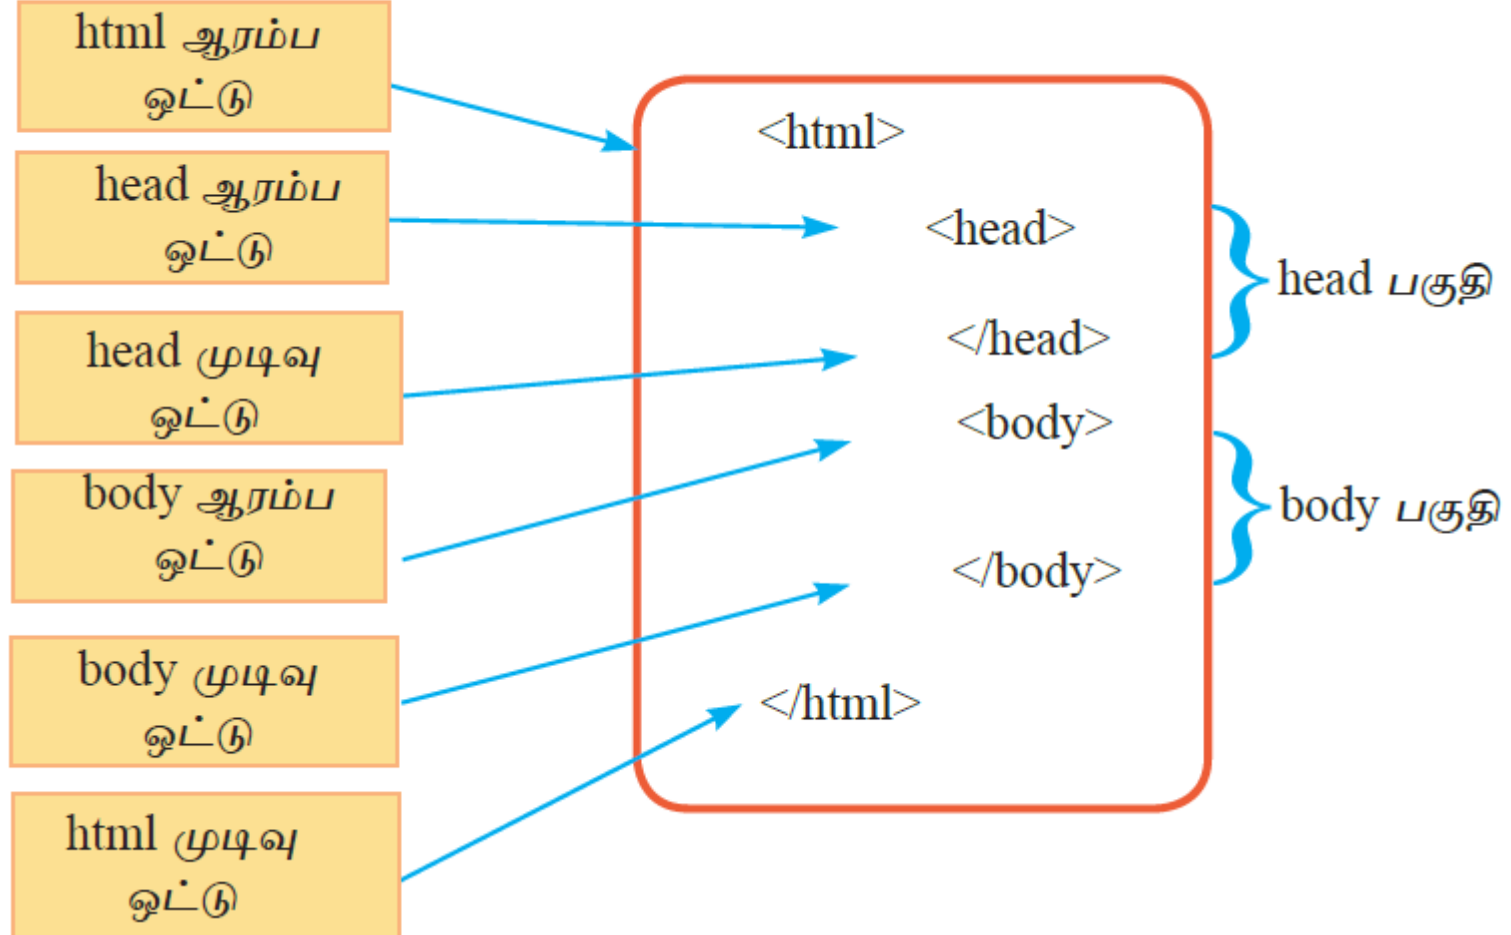 html ஆரம்ப
ஒட்டு
head ஆரம்ப
ஒட்டு
head முடிவு
ஒட்டு
body ஆரம்ப
ஒட்டு
body முடிவு
ஒட்டு
html முடிவு
ஒட்டு
<html>
<head>
</head>
<body>
</body>
</html>
head பகுதி
body பகுதி